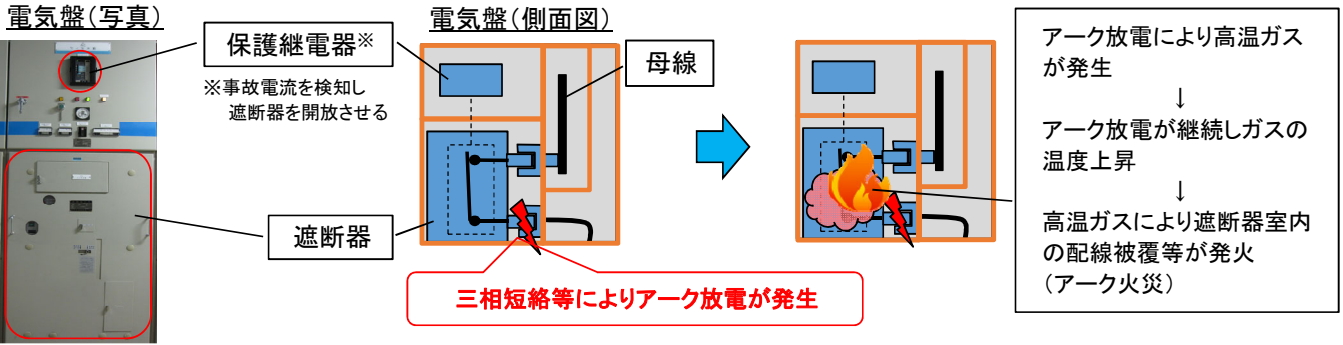 電気盤(写真)
保護継電器※
※事故電流を検知し
遮断器を開放させる
遮断器
電気盤(側面図)
母線
三相短絡等によりアーク放電が発生
アーク放電により高温ガス
が発生
↓
アーク放電が継続しガスの
温度上昇
↓
高温ガスにより遮断器室内
の配線被覆等が発火
(アーク火災)